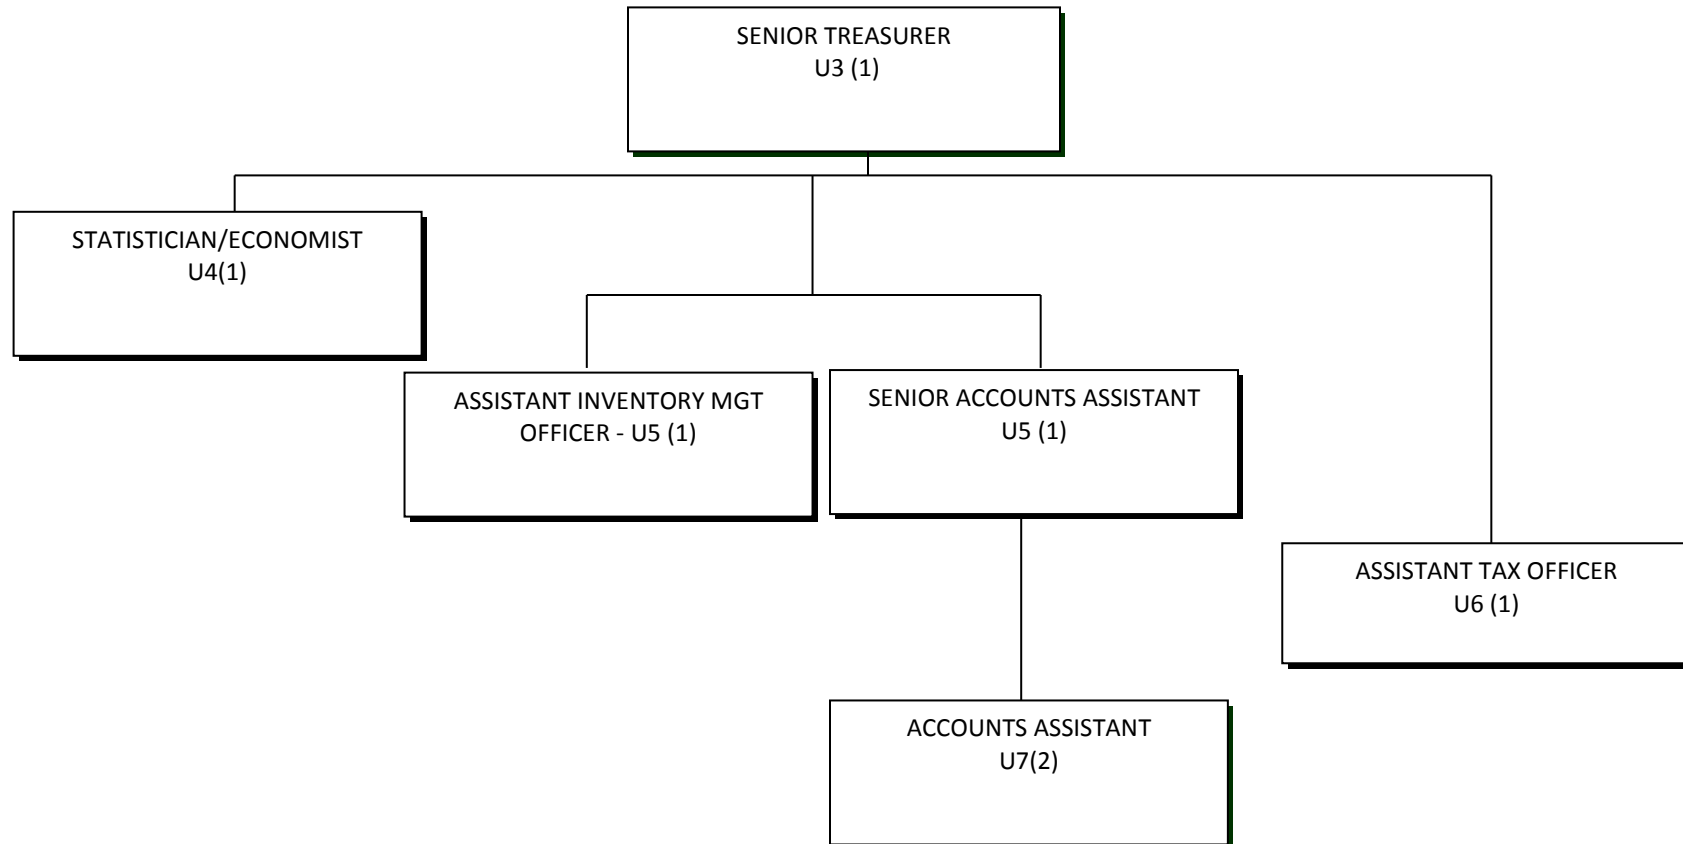 SENIOR TREASURER
U3 (1)
STATISTICIAN/ECONOMIST
U4(1)
ASSISTANT INVENTORY MGT
OFFICER - U5 (1)
SENIOR ACCOUNTS ASSISTANT
U5 (1)
ASSISTANT TAX OFFICER
U6 (1)
ACCOUNTS ASSISTANT
U7(2)